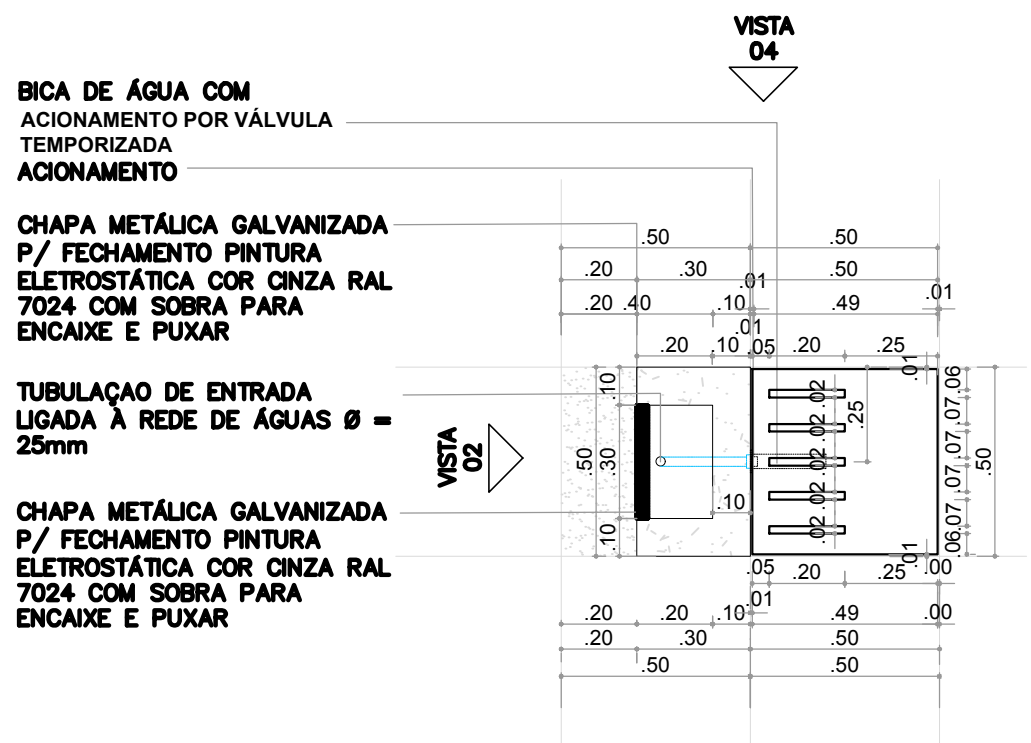 VISTA
04
BICA DE ÁGUA COM
ACIONAMENTO POR VÁLVULA
TEMPORIZADA
ACIONAMENTO
CHAPA METÁLICA GALVANIZADA
P/ FECHAMENTO PINTURA
ELETROSTÁTICA COR CINZA RAL
7024 COM SOBRA PARA
ENCAIXE E PUXAR
TUBULAÇAO DE ENTRADA
LIGADA À REDE DE ÁGUAS Ø =
25mm
CHAPA METÁLICA GALVANIZADA
P/ FECHAMENTO PINTURA
ELETROSTÁTICA COR CINZA RAL
7024 COM SOBRA PARA
ENCAIXE E PUXAR
VISTA
02
.50 .50
.20 .30 .50
.01 .01
.20 .40 .10 .49
.01
.20 .10 .05 .20 .25
.10
.50
.30
.10
.10
.02
.02
.02
.02
.02
.25
.01
.01
.06
.07
.07
.07
.07
.06
.50
.05 .20 .25 .00
.01
.20 .20 .10 .49 .00
.20 .30 .50
.50 .50